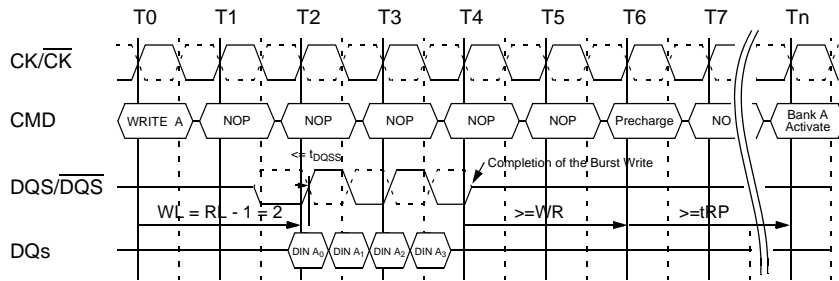 T0 T1 T2 T3 T4 T5 T6 T7 Tn
CK/CK
CMD WRITE A NOP NOP NOP NOP NOP Precharge NO Bank A
Activate
<= tDQSS
Completion of the Burst Write
DQS/DQS
WL = RL - 1 = 2 >=WR >=tRP
DQs DIN A0 DIN A1 DIN A2 DIN A3